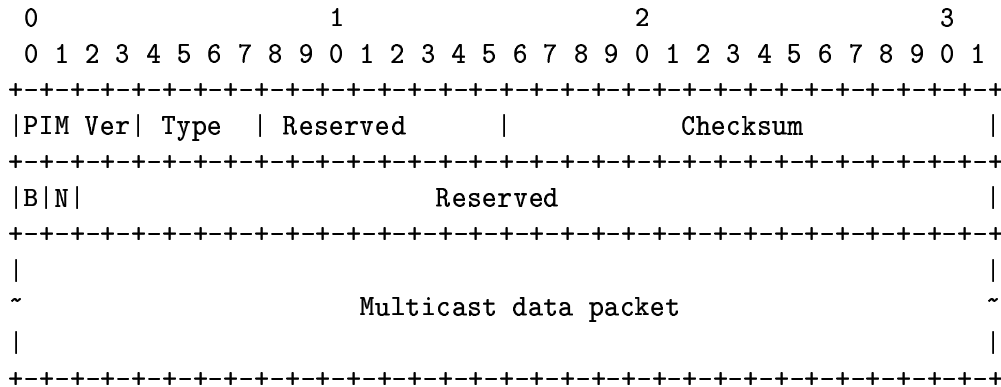 0                   1                   2                   3
 0 1 2 3 4 5 6 7 8 9 0 1 2 3 4 5 6 7 8 9 0 1 2 3 4 5 6 7 8 9 0 1
+-+-+-+-+-+-+-+-+-+-+-+-+-+-+-+-+-+-+-+-+-+-+-+-+-+-+-+-+-+-+-+-+
|PIM Ver| Type  | Reserved      |           Checksum            |
+-+-+-+-+-+-+-+-+-+-+-+-+-+-+-+-+-+-+-+-+-+-+-+-+-+-+-+-+-+-+-+-+
|B|N|                       Reserved                            |
+-+-+-+-+-+-+-+-+-+-+-+-+-+-+-+-+-+-+-+-+-+-+-+-+-+-+-+-+-+-+-+-+
|                                                               |
~                      Multicast data packet                    ~
|                                                               |
+-+-+-+-+-+-+-+-+-+-+-+-+-+-+-+-+-+-+-+-+-+-+-+-+-+-+-+-+-+-+-+-+